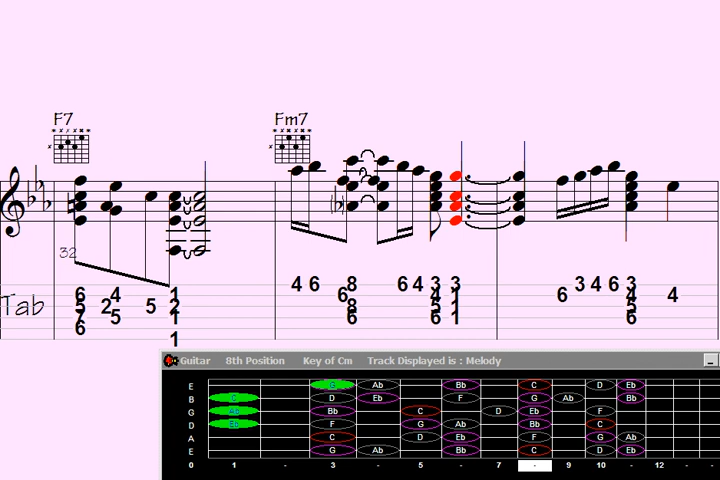 F7 Fm7
32
4 6 8 6 4 3 3 3 4 6 3
6 4 1 6 4 1 6 4 4
5 2 5 2 8 5 1 5
7 5 1 6 6 1 6
6
1
Tab
Guitar 8th Position Key of Cm Track Displayed is : Melody
E G Ab Bb C D Eb
B C D Eb F G Ab Bb
G Ab Bb C D Eb F
D Eb F G Ab Bb C
A C D Eb F G Ab
E G Ab Bb C D Eb
0 1 - 3 - 5 - 7 - 9 10 - 12 - -